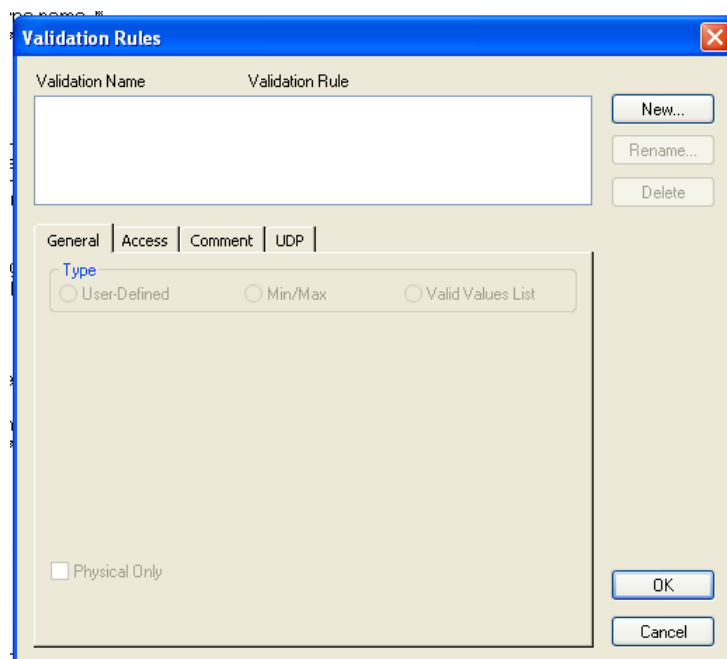 Validation Rules
Validation Name Validation Rule
New...
Rename...
Delete
General Access Comment UDP
Type
User-Defined Min/Max Valid Values List
Physical Only
OK
Cancel